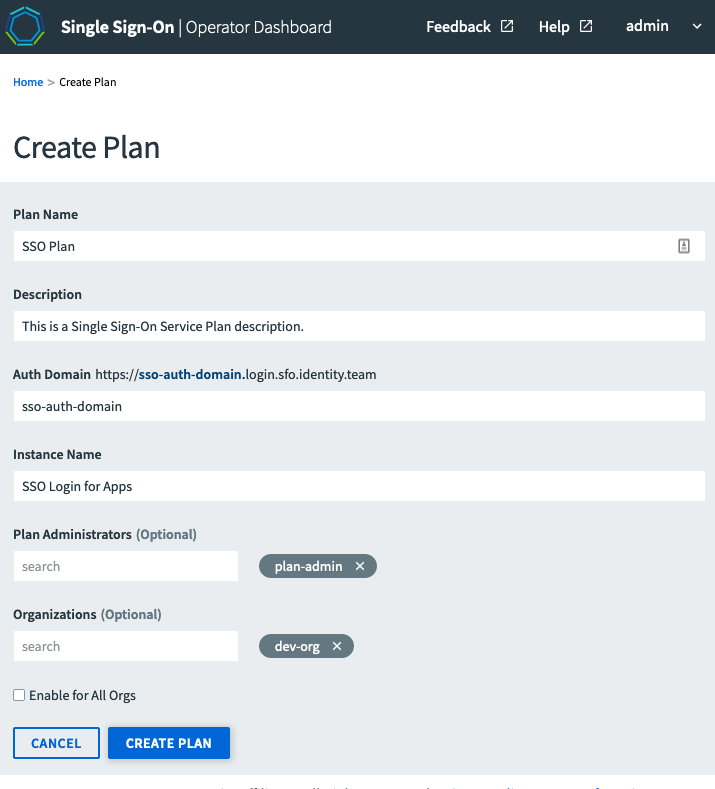 Single Sign-On | Operator Dashboard Feedback Help admin
Home > Create Plan
Create Plan
Plan Name
SSO Plan
Description
This is a Single Sign-On Service Plan description.
Auth Domain https://sso-auth-domain.login.sfo.identity.team
sso-auth-domain
Instance Name
SSO Login for Apps
Plan Administrators (Optional)
search plan-admin ×
Organizations (Optional)
search dev-org ×
Enable for All Orgs
CANCEL CREATE PLAN